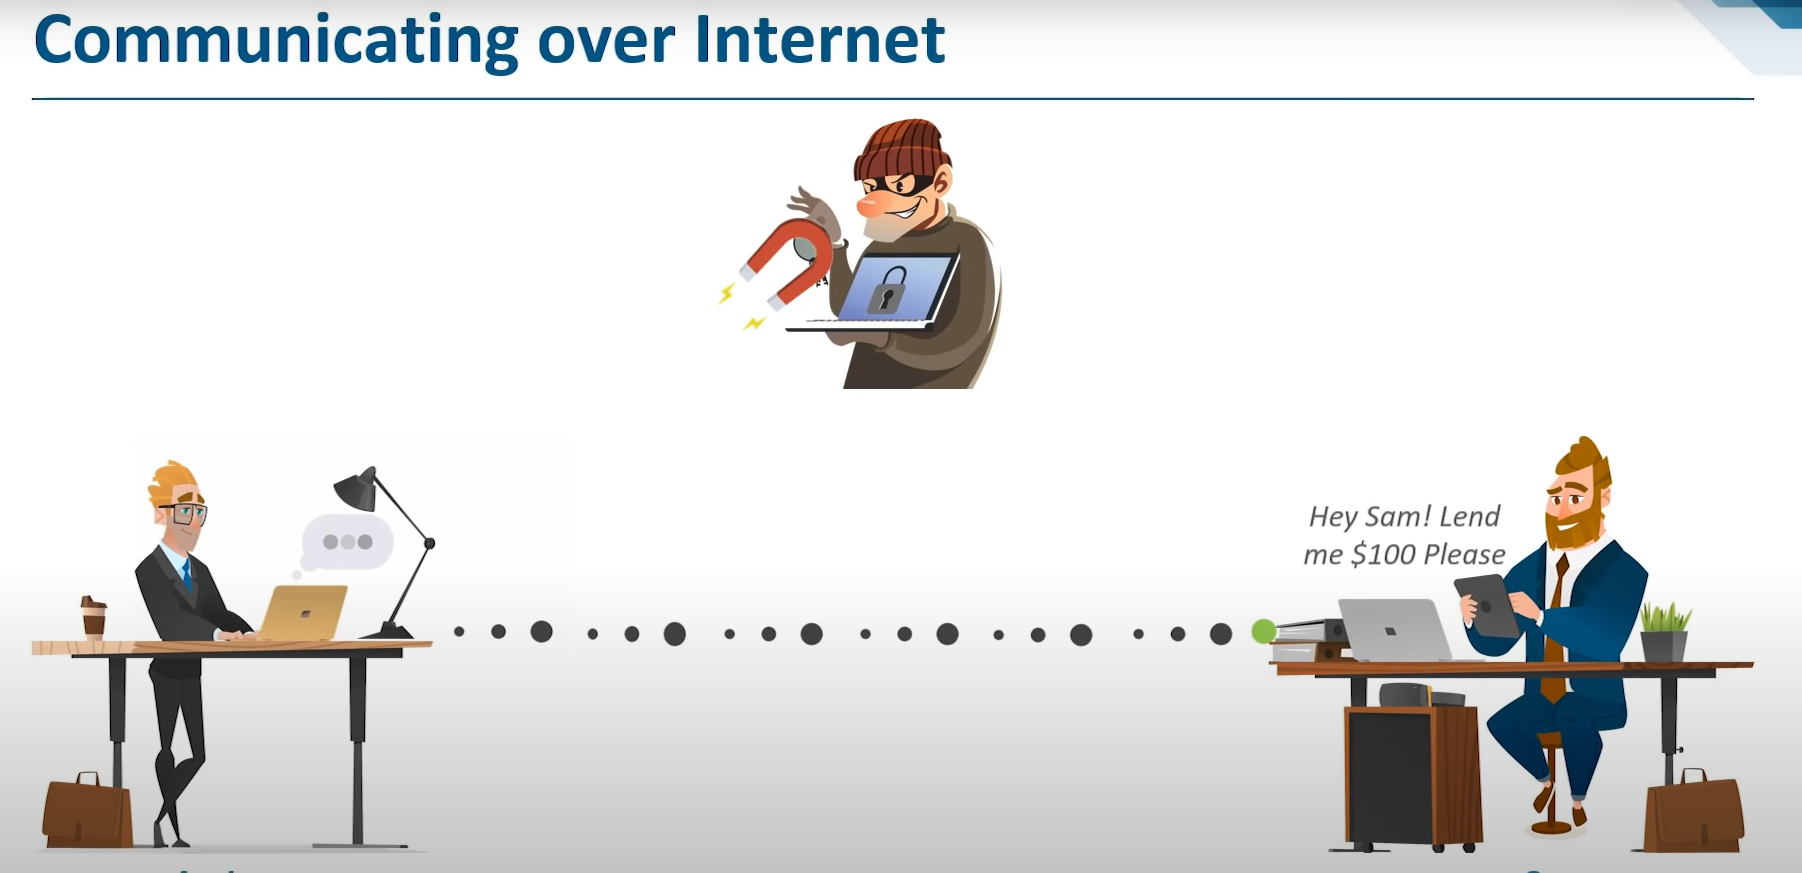 Communicating over Internet
Hey Sam! Lend
me $100 Please